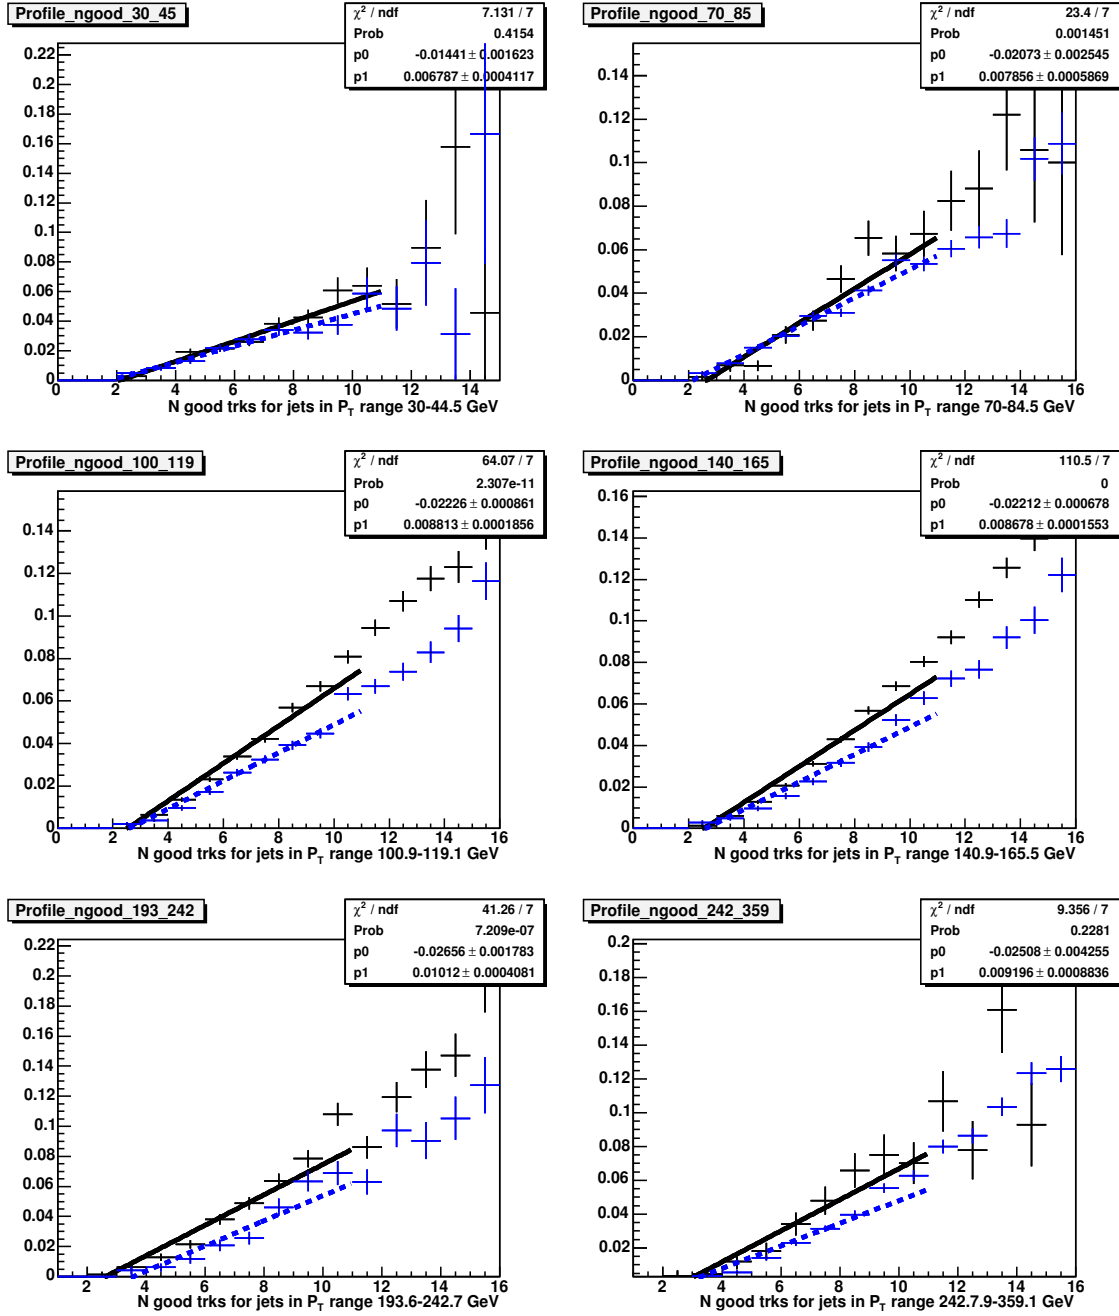 Profile_ngood_30_45
χ² / ndf 7.131 / 7
Prob 0.4154
p0 -0.01441 ± 0.001623
p1 0.006787 ± 0.0004117
0.22
0.2
0.18
0.16
0.14
0.12
0.1
0.08
0.06
0.04
0.02
0
0 2 4 6 8 10 12 14
N good trks for jets in P_T range 30-44.5 GeV
Profile_ngood_70_85
χ² / ndf 23.4 / 7
Prob 0.001451
p0 -0.02073 ± 0.002545
p1 0.007856 ± 0.0005869
0.14
0.12
0.1
0.08
0.06
0.04
0.02
0
0 2 4 6 8 10 12 14 16
N good trks for jets in P_T range 70-84.5 GeV
Profile_ngood_100_119
χ² / ndf 64.07 / 7
Prob 2.307e-11
p0 -0.02226 ± 0.000861
p1 0.008813 ± 0.0001856
0.14
0.12
0.1
0.08
0.06
0.04
0.02
0
0 2 4 6 8 10 12 14 16
N good trks for jets in P_T range 100.9-119.1 GeV
Profile_ngood_140_165
χ² / ndf 110.5 / 7
Prob 0
p0 -0.02212 ± 0.000678
p1 0.008678 ± 0.0001553
0.16
0.14
0.12
0.1
0.08
0.06
0.04
0.02
0
0 2 4 6 8 10 12 14 16
N good trks for jets in P_T range 140.9-165.5 GeV
Profile_ngood_193_242
χ² / ndf 41.26 / 7
Prob 7.209e-07
p0 -0.02656 ± 0.001783
p1 0.01012 ± 0.0004081
0.22
0.2
0.18
0.16
0.14
0.12
0.1
0.08
0.06
0.04
0.02
0
0 2 4 6 8 10 12 14 16
N good trks for jets in P_T range 193.6-242.7 GeV
Profile_ngood_242_359
χ² / ndf 9.356 / 7
Prob 0.2281
p0 -0.02508 ± 0.004255
p1 0.009196 ± 0.0008836
0.2
0.18
0.16
0.14
0.12
0.1
0.08
0.06
0.04
0.02
0
0 2 4 6 8 10 12 14 16
N good trks for jets in P_T range 242.7.9-359.1 GeV